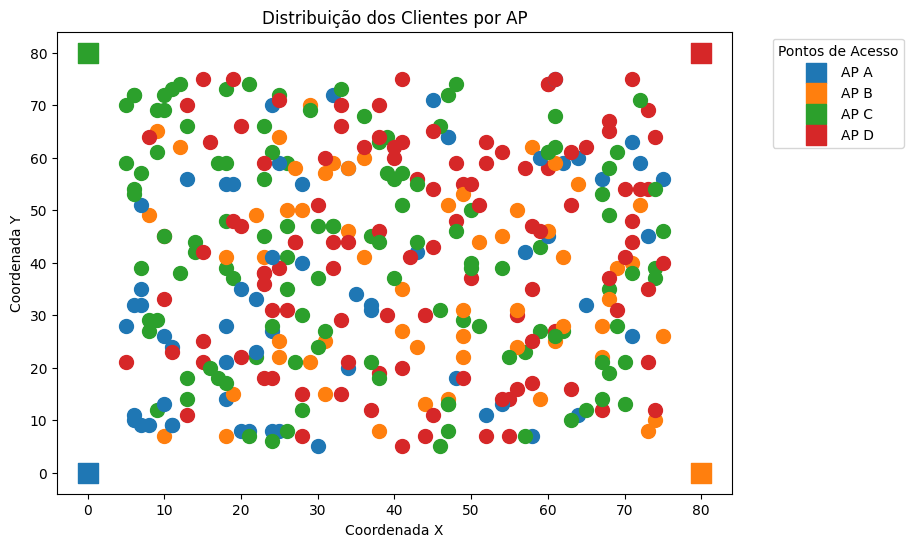 Distribuição dos Clientes por AP
Pontos de Acesso
AP A
AP B
AP C
AP D
Coordenada Y
80
70
60
50
40
30
20
10
0
0 10 20 30 40 50 60 70 80
Coordenada X